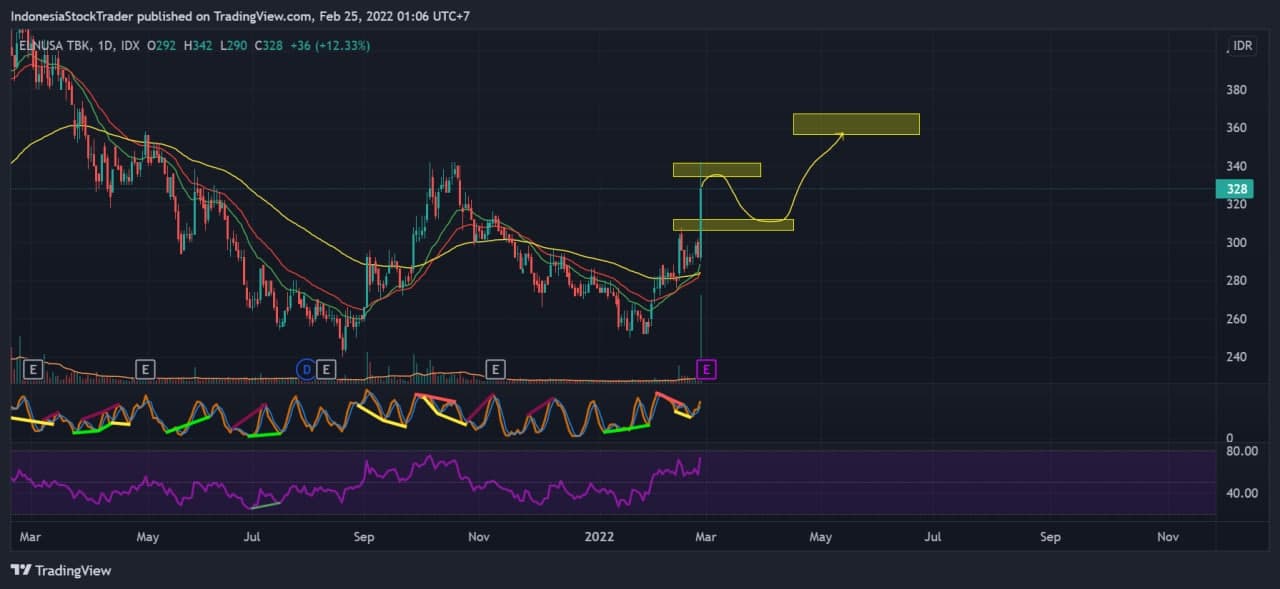 IndonesiaStockTrader published on TradingView.com, Feb 25, 2022 01:06 UTC+7
ELNUSA TBK, 1D, IDX O292 H342 L290 C328 +36 (+12.33%)
IDR
380
360
340
328
320
300
280
260
240
E E D E E E
0
80.00
40.00
Mar May Jul Sep Nov 2022 Mar May Jul Sep Nov
TradingView